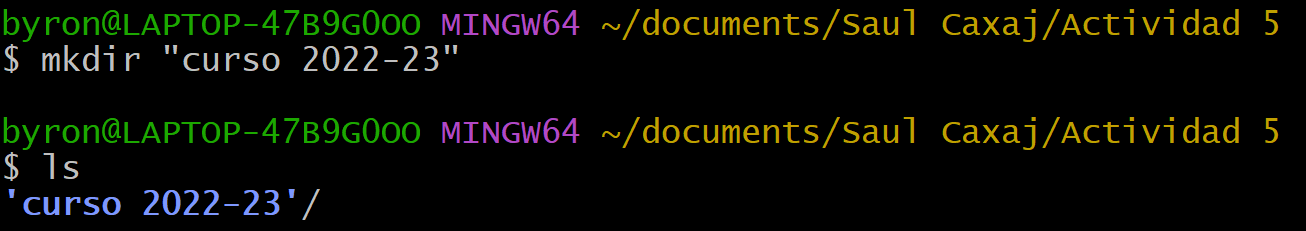 byron@LAPTOP-47B9G0OO MINGW64 ~/documents/Saul Caxaj/Actividad 5
$ mkdir "curso 2022-23"
byron@LAPTOP-47B9G0OO MINGW64 ~/documents/Saul Caxaj/Actividad 5
$ ls
'curso 2022-23'/